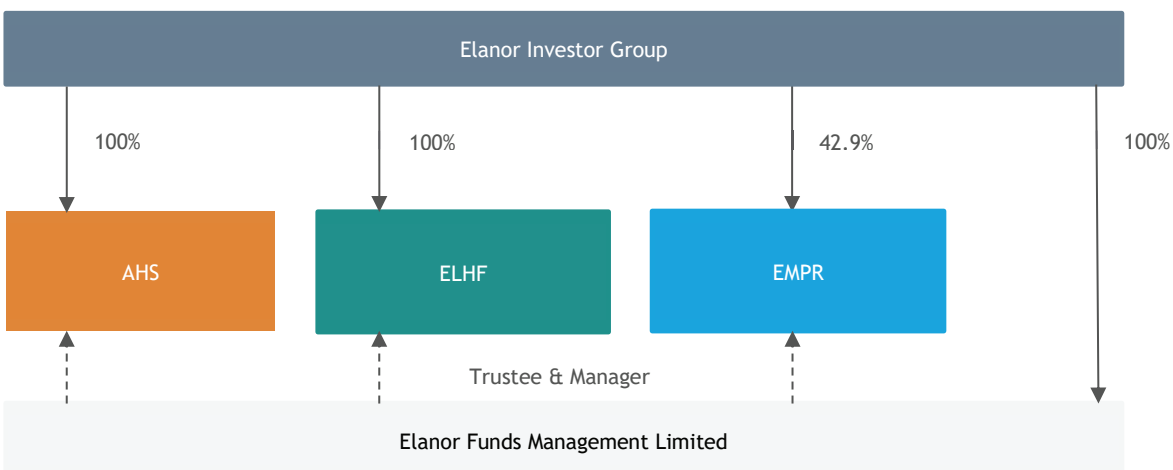 Elanor Investor Group
100%
100%
42.9%
100%
AHS
ELHF
EMPR
Trustee & Manager
Elanor Funds Management Limited